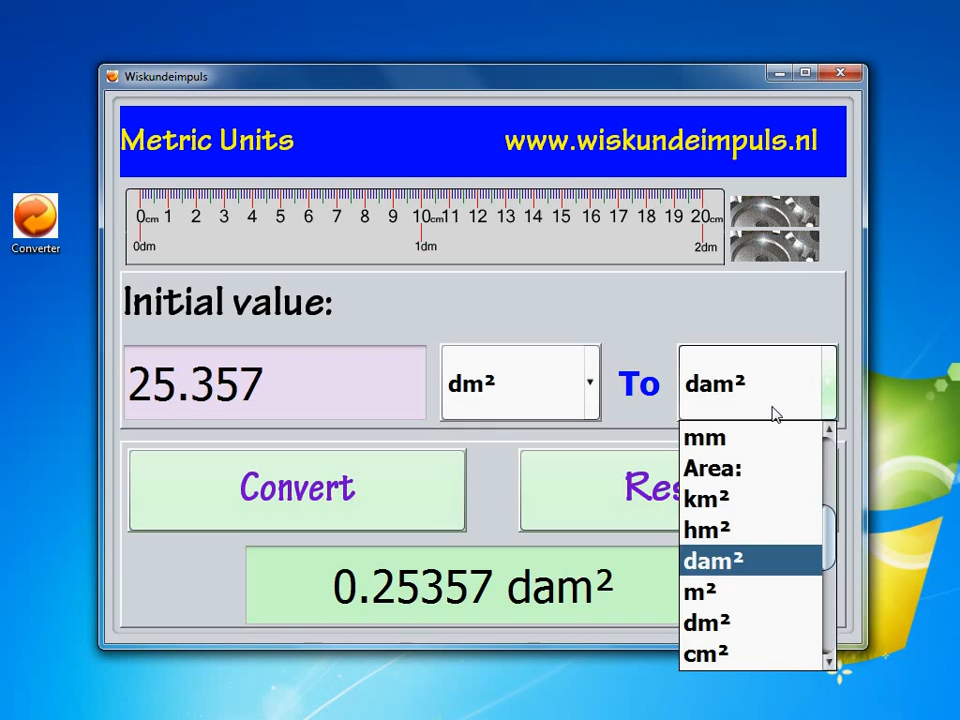 Wiskundeimpuls
Metric Units www.wiskundeimpuls.nl
0cm 1 2 3 4 5 6 7 8 9 10cm 11 12 13 14 15 16 17 18 19 20cm
0dm 1dm 2dm
Converter
Initial value:
25.357 dm² To dam²
mm
Area:
km²
hm²
dam²
m²
dm²
cm²
Convert
0.25357 dam²